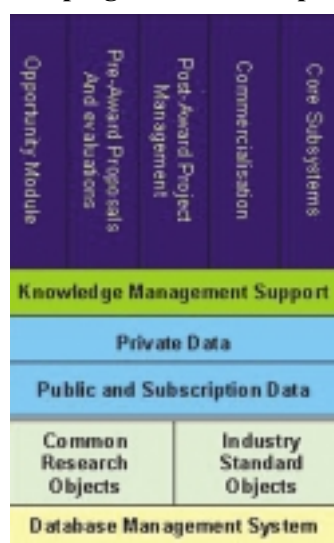 Opportunity Module
Pre-Award Proposals
And evaluations
Post-Award Project
Management
Commercialisation
Core Subsystems
Knowledge Management Support
Private Data
Public and Subscription Data
Common
Research
Objects
Industry
Standard
Objects
Database Management System